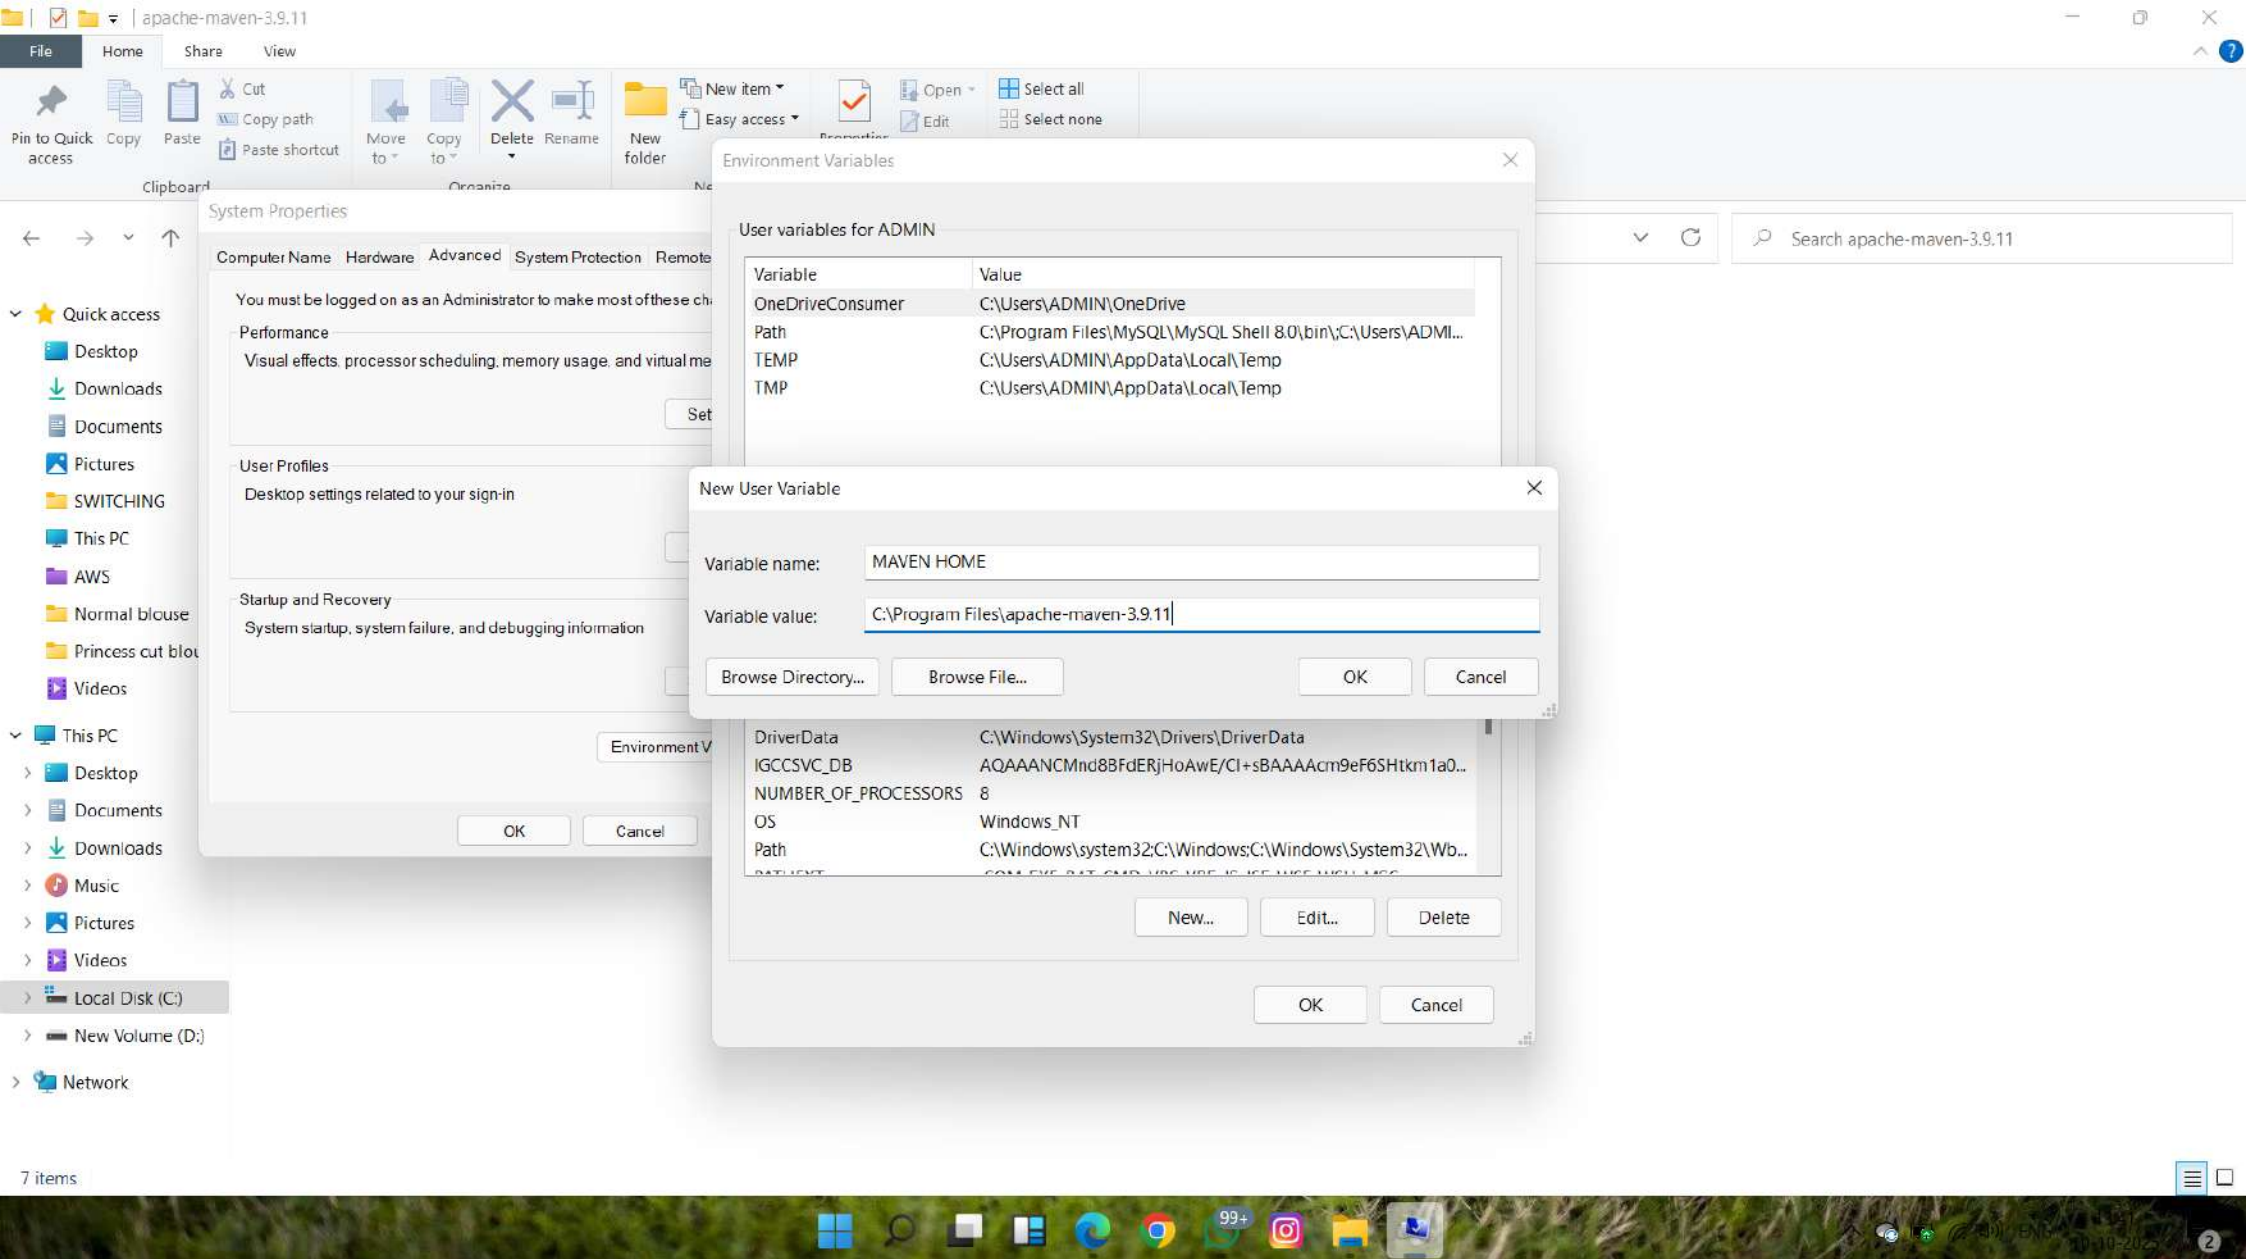 apache-maven-3.9.11
File Home Share View
Pin to Quick access
Copy
Paste
Cut
Copy path
Paste shortcut
Move to
Copy to
Delete
Rename
New folder
New item
Easy access
Properties
Open
Edit
Select all
Select none
Clipboard
Organize
Ne
Search apache-maven-3.9.11
Quick access
Desktop
Downloads
Documents
Pictures
SWITCHING
This PC
AWS
Normal blouse
Princess cut blou
Videos
This PC
Desktop
Documents
Downloads
Music
Pictures
Videos
Local Disk (C:)
New Volume (D:)
Network
7 items
System Properties
Computer Name Hardware Advanced System Protection Remote
You must be logged on as an Administrator to make most of these ch
Performance
Visual effects, processor scheduling, memory usage, and virtual me
Set
User Profiles
Desktop settings related to your sign-in
Startup and Recovery
System startup, system failure, and debugging information
Environment V
OK Cancel
Environment Variables
User variables for ADMIN
Variable Value
OneDriveConsumer C:\Users\ADMIN\OneDrive
Path C:\Program Files\MySQL\MySQL Shell 8.0\bin\;C:\Users\ADMI...
TEMP C:\Users\ADMIN\AppData\Local\Temp
TMP C:\Users\ADMIN\AppData\Local\Temp
New User Variable
Variable name: MAVEN HOME
Variable value: C:\Program Files\apache-maven-3.9.11
Browse Directory... Browse File... OK Cancel
DriverData C:\Windows\System32\Drivers\DriverData
IGCCSVC_DB AQAAANCMnd8BFdERjHoAwE/Cl+sBAAAAcm9eF6SHtkm1a0...
NUMBER_OF_PROCESSORS 8
OS Windows_NT
Path C:\Windows\system32;C:\Windows;C:\Windows\System32\Wb...
New... Edit... Delete
OK Cancel
99+
2